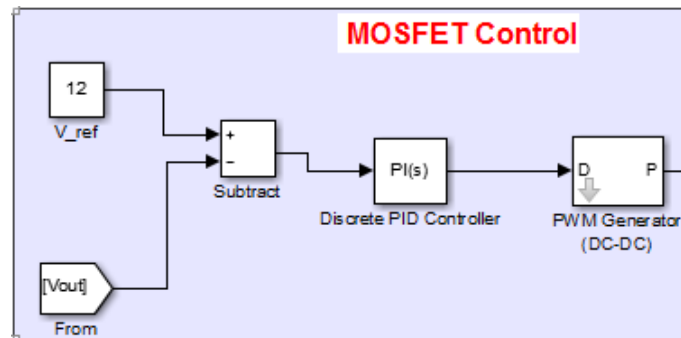 MOSFET Control
12
V_ref
+
−
Subtract
PI(s)
Discrete PID Controller
D P
PWM Generator
(DC-DC)
[Vout]
From